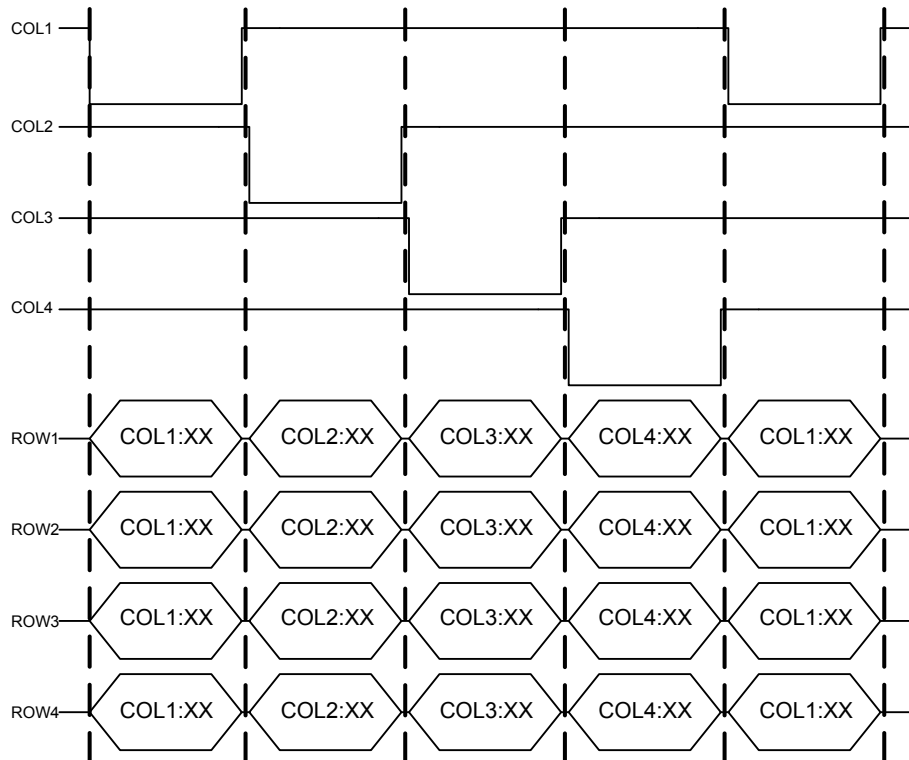 COL1
COL2
COL3
COL4
ROW1 COL1:XX COL2:XX COL3:XX COL4:XX COL1:XX
ROW2 COL1:XX COL2:XX COL3:XX COL4:XX COL1:XX
ROW3 COL1:XX COL2:XX COL3:XX COL4:XX COL1:XX
ROW4 COL1:XX COL2:XX COL3:XX COL4:XX COL1:XX